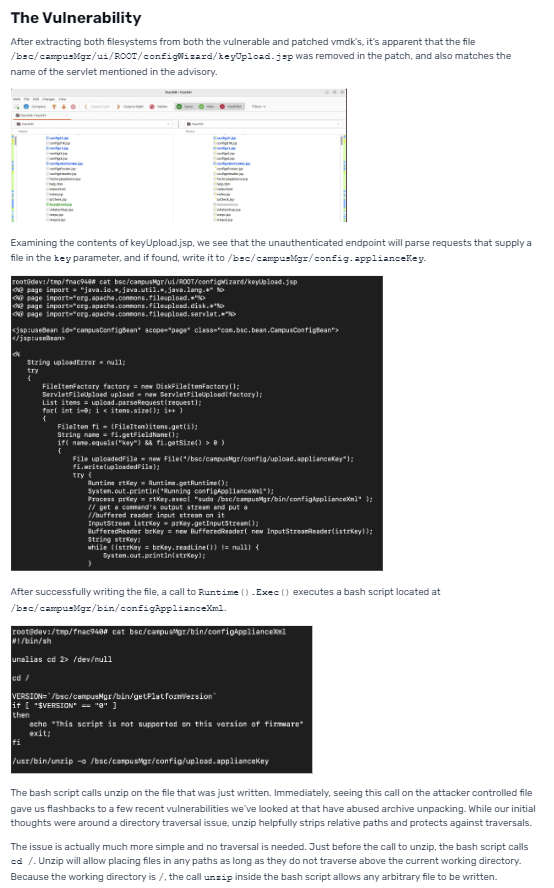 The Vulnerability
After extracting both filesystems from both the vulnerable and patched vmdk's, it's apparent that the file
/bsc/campusMgr/ui/ROOT/configWizard/keyUpload.jsp was removed in the patch, and also matches the
name of the servlet mentioned in the advisory.
Examining the contents of keyUpload.jsp, we see that the unauthenticated endpoint will parse requests that supply a
file in the key parameter, and if found, write it to /bsc/campusMgr/config.applianceKey.
root@dev:/tmp/fnac940# cat bsc/campusMgr/ui/ROOT/configWizard/keyUpload.jsp
<%@ page import = "java.io.*,java.util.*,java.lang.*" %>
<%@ page import="org.apache.commons.fileupload.*"%>
<%@ page import="org.apache.commons.fileupload.disk.*"%>
<%@ page import="org.apache.commons.fileupload.servlet.*"%>
<jsp:useBean id="campusConfigBean" scope="page" class="com.bsc.bean.CampusConfigBean">
</jsp:useBean>
<%
String uploadError = null;
try
{
FileItemFactory factory = new DiskFileItemFactory();
ServletFileUpload upload = new ServletFileUpload(factory);
List items = upload.parseRequest(request);
for( int i=0; i < items.size(); i++ )
{
FileItem fi = (FileItem)items.get(i);
String name = fi.getFieldName();
if( name.equals("key") && fi.getSize() > 0 )
{
File uploadedFile = new File("/bsc/campusMgr/config/upload.applianceKey");
fi.write(uploadedFile);
try {
Runtime rtKey = Runtime.getRuntime();
System.out.println("Running configApplianceXml");
Process prKey = rtKey.exec( "sudo /bsc/campusMgr/bin/configApplianceXml" );
// get a command's output stream and put a
//buffered reader input stream on it
InputStream istrKey = prKey.getInputStream();
BufferedReader brKey = new BufferedReader( new InputStreamReader(istrKey));
String strKey;
while ((strKey = brKey.readLine()) != null) {
System.out.println(strKey);
}
After successfully writing the file, a call to Runtime().Exec() executes a bash script located at
/bsc/campusMgr/bin/configApplianceXml.
root@dev:/tmp/fnac940# cat bsc/campusMgr/bin/configApplianceXml
#!/bin/sh
unalias cd 2> /dev/null
cd /
VERSION=`/bsc/campusMgr/bin/getPlatformVersion`
if [ "$VERSION" == "0" ]
then
echo "This script is not supported on this version of firmware"
exit;
fi
/usr/bin/unzip -o /bsc/campusMgr/config/upload.applianceKey
The bash script calls unzip on the file that was just written. Immediately, seeing this call on the attacker controlled file
gave us flashbacks to a few recent vulnerabilities we've looked at that have abused archive unpacking. While our initial
thoughts were around a directory traversal issue, unzip helpfully strips relative paths and protects against traversals.
The issue is actually much more simple and no traversal is needed. Just before the call to unzip, the bash script calls
cd /. Unzip will allow placing files in any paths as long as they do not traverse above the current working directory.
Because the working directory is /, the call unzip inside the bash script allows any arbitrary file to be written.